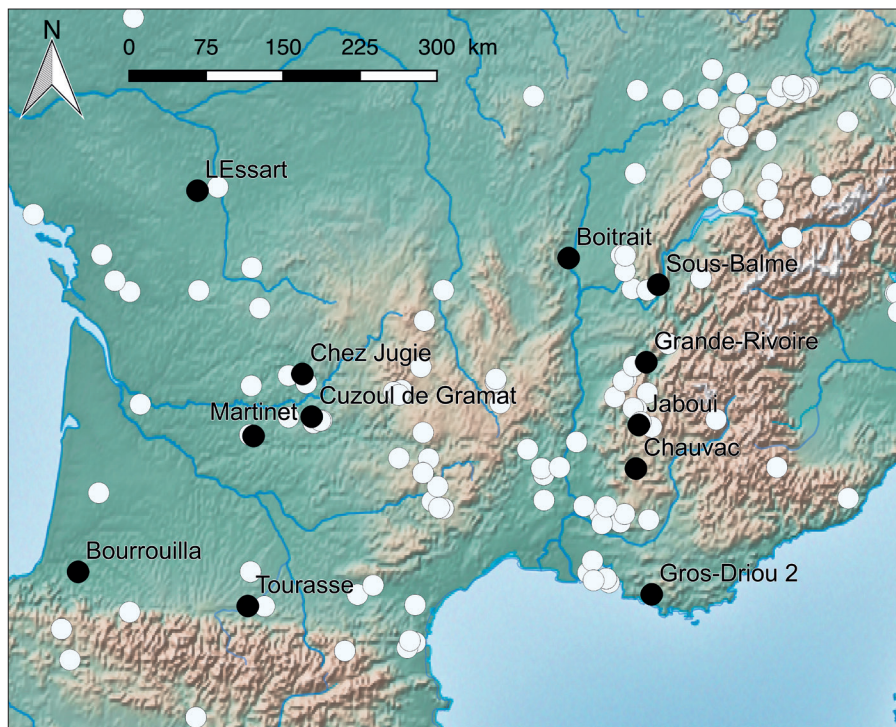 N
0 75 150 225 300 km
LEssart
Boitrait
Sous-Balme
Grande-Rivoire
Chez Jugie
Cuzoul de Gramat
Martinet
Jaboui
Chauvac
Bourrouilla
Tourasse
Gros-Driou 2